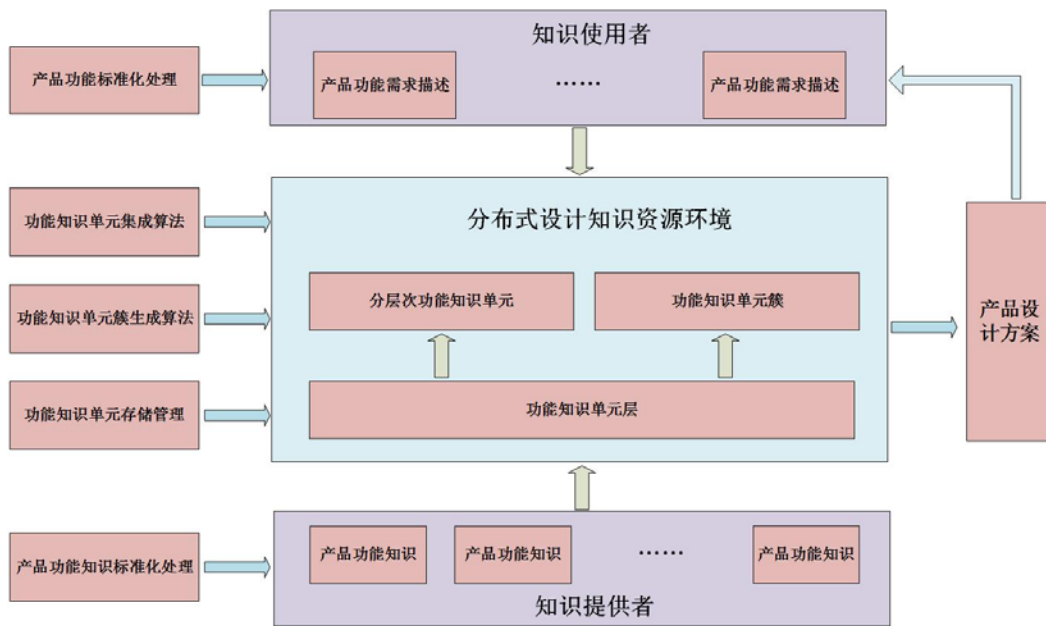 知识使用者
产品功能标准化处理
产品功能需求描述
……
产品功能需求描述
功能知识单元集成算法
分布式设计知识资源环境
分层次功能知识单元
功能知识单元簇
功能知识单元簇生成算法
产品设
计方案
功能知识单元存储管理
功能知识单元层
产品功能知识标准化处理
产品功能知识
产品功能知识
……
产品功能知识
知识提供者